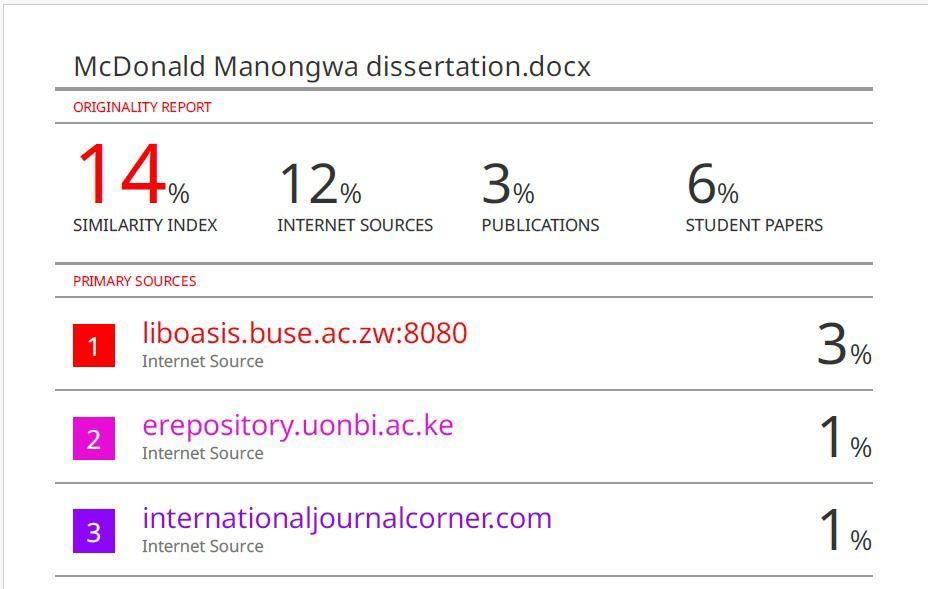 McDonald Manongwa dissertation.docx
ORIGINALITY REPORT
14% 12% 3% 6%
SIMILARITY INDEX INTERNET SOURCES PUBLICATIONS STUDENT PAPERS
PRIMARY SOURCES
1 liboasis.buse.ac.zw:8080 3%
Internet Source
2 erepository.uonbi.ac.ke 1%
Internet Source
3 internationaljournalcorner.com 1%
Internet Source